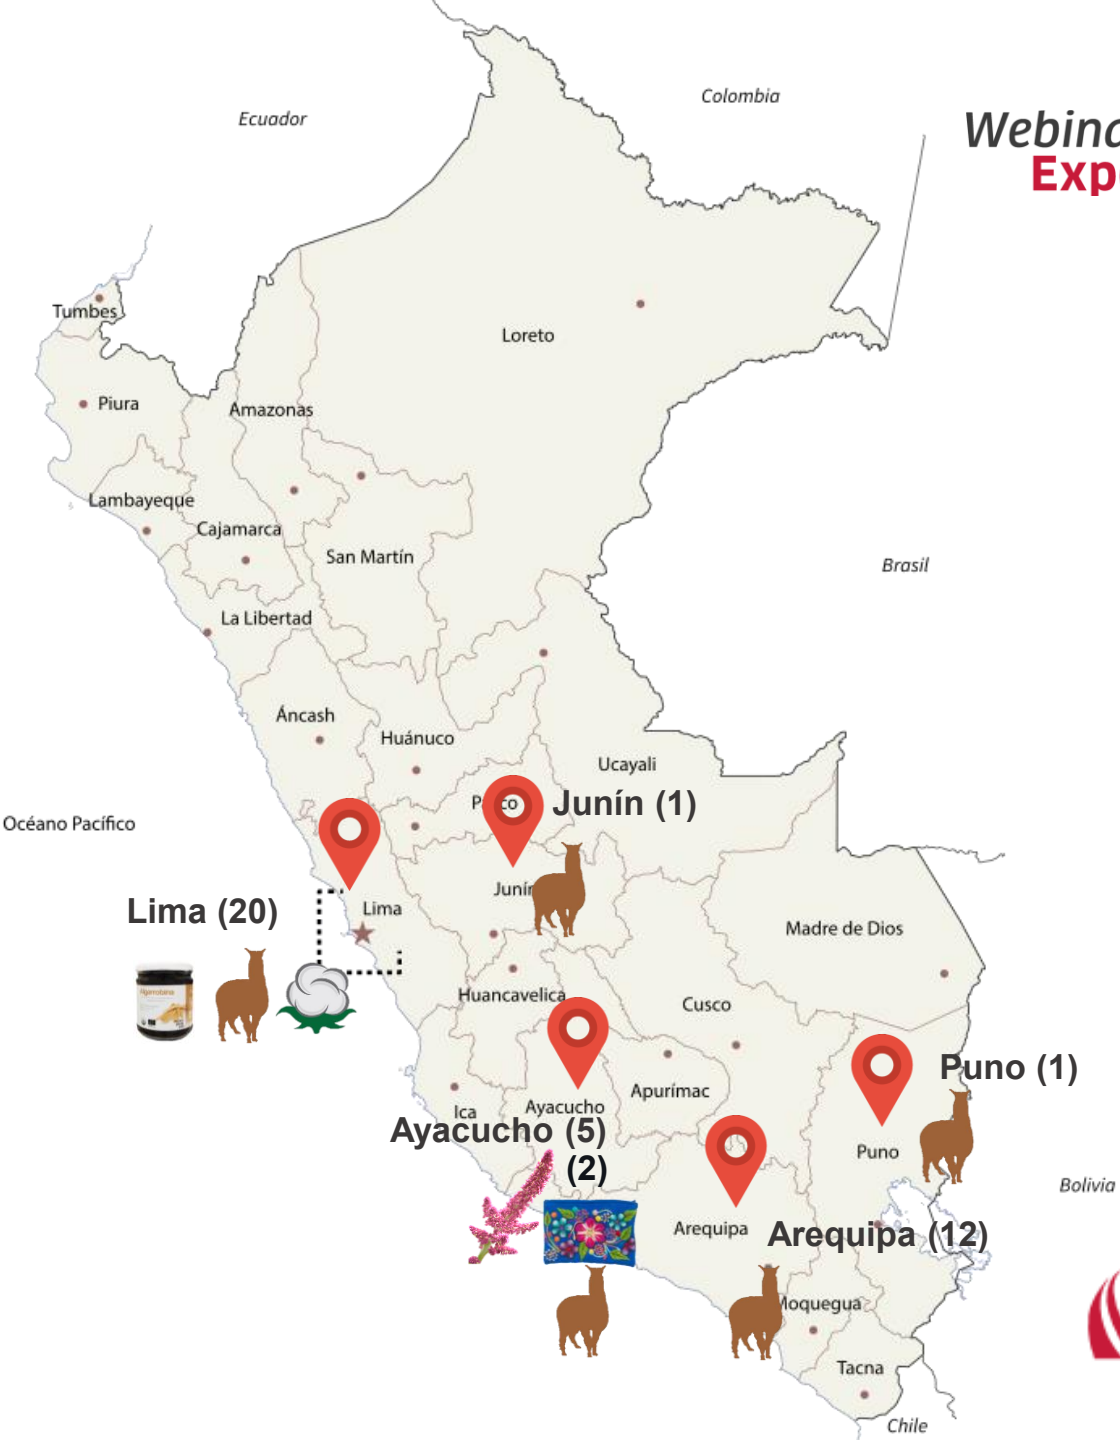 Colombia
Ecuador
Webina
Expo
Tumbes
Loreto
Piura
Amazonas
Lambayeque
Cajamarca
San Martín
Brasil
La Libertad
Áncash
Huánuco
Ucayali
Junín (1)
Océano Pacífico
Junín
Lima (20)
Lima
Madre de Dios
Huancavelica
Cusco
algarrobina
Puno (1)
Apurímac
Ica
Ayacucho
Ayacucho (5)
(2)
Puno
Bolivia
Arequipa
Arequipa (12)
Moquegua
Tacna
Chile